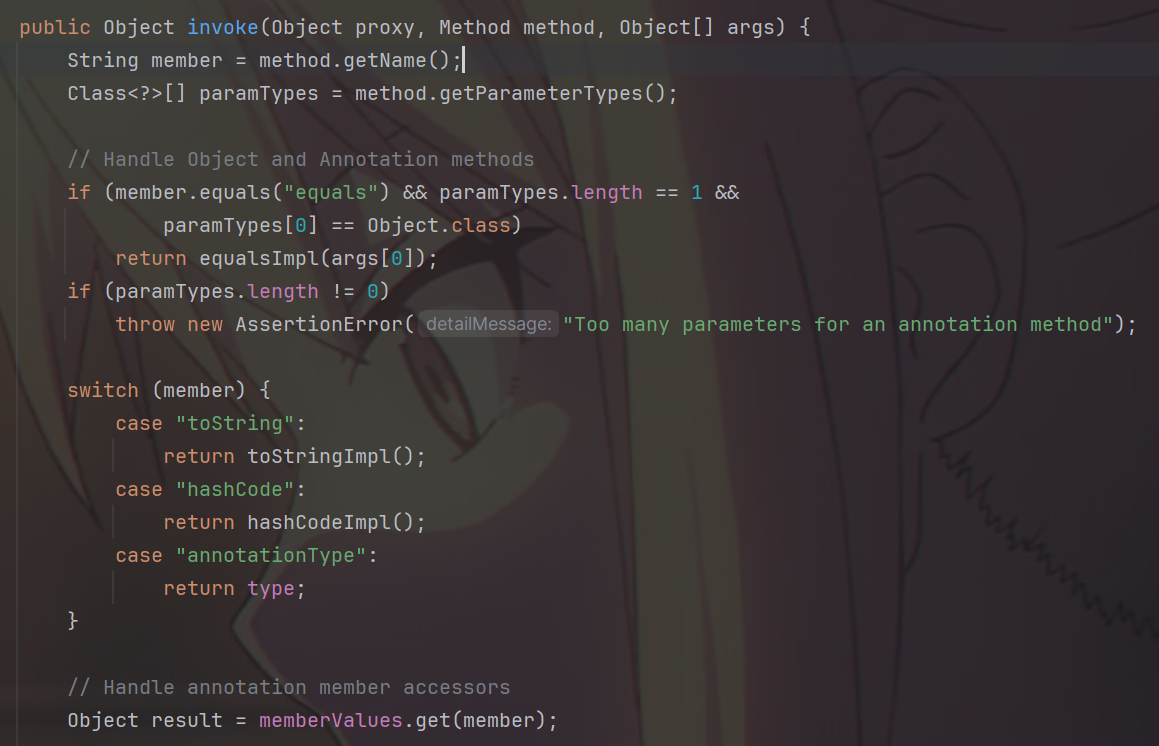 public Object invoke(Object proxy, Method method, Object[] args) {
    String member = method.getName();
    Class<?>[] paramTypes = method.getParameterTypes();

    // Handle Object and Annotation methods
    if (member.equals("equals") && paramTypes.length == 1 &&
            paramTypes[0] == Object.class)
        return equalsImpl(args[0]);
    if (paramTypes.length != 0)
        throw new AssertionError( detailMessage: "Too many parameters for an annotation method");

    switch (member) {
        case "toString":
            return toStringImpl();
        case "hashCode":
            return hashCodeImpl();
        case "annotationType":
            return type;
    }

    // Handle annotation member accessors
    Object result = memberValues.get(member);